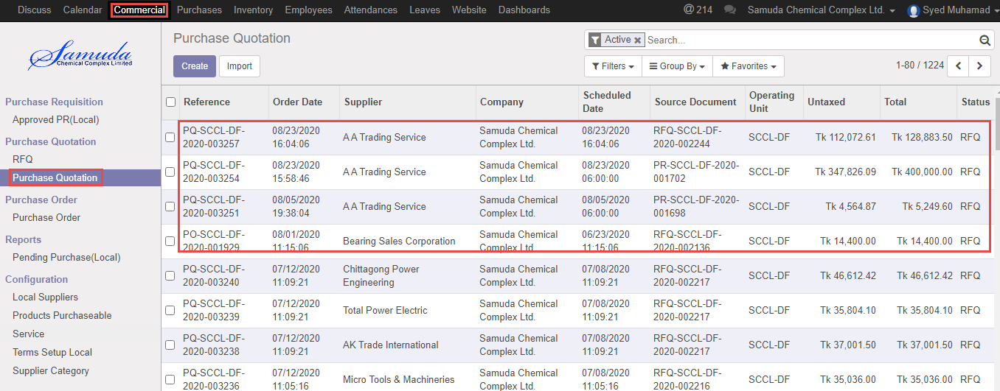 Discuss Calendar Commercial Purchases Inventory Employees Attendances Leaves Website Dashboards @ 214 Samuda Chemical Complex Ltd. Syed Muhamad
Samuda
Chemical Complex Limited
Purchase Requisition
Approved PR(Local)
Purchase Quotation
RFQ
Purchase Quotation
Purchase Order
Purchase Order
Reports
Pending Purchase(Local)
Configuration
Local Suppliers
Products Purchaseable
Service
Terms Setup Local
Supplier Category
Purchase Quotation
Active Search...
Create Import
Filters Group By Favorites 1-80 / 1224
Reference Order Date Supplier Company Scheduled Date Source Document Operating Unit Untaxed Total Status
PQ-SCCL-DF- 08/23/2020 A A Trading Service Samuda Chemical 08/23/2020 RFQ-SCCL-DF- SCCL-DF Tk 112,072.61 Tk 128,883.50 RFQ
2020-003257 16:04:06 Complex Ltd. 16:04:06 2020-002244
PQ-SCCL-DF- 08/23/2020 A A Trading Service Samuda Chemical 08/23/2020 PR-SCCL-DF-2020- SCCL-DF Tk 347,826.09 Tk 400,000.00 RFQ
2020-003254 15:58:46 Complex Ltd. 06:00:00 001702
PQ-SCCL-DF- 08/05/2020 A A Trading Service Samuda Chemical 08/05/2020 PR-SCCL-DF-2020- SCCL-DF Tk 4,564.87 Tk 5,249.60 RFQ
2020-003251 19:38:04 Complex Ltd. 06:00:00 001698
PO-SCCL-DF- 08/01/2020 Bearing Sales Corporation Samuda Chemical 06/23/2020 RFQ-SCCL-DF- SCCL-DF Tk 14,400.00 Tk 14,400.00 RFQ
2020-001929 11:15:06 Complex Ltd. 11:15:06 2020-002136
PQ-SCCL-DF- 07/12/2020 Chittagong Power Samuda Chemical 07/08/2020 RFQ-SCCL-DF- SCCL-DF Tk 46,612.42 Tk 46,612.42 RFQ
2020-003240 11:09:21 Engineering Complex Ltd. 11:09:21 2020-002217
PQ-SCCL-DF- 07/12/2020 Total Power Electric Samuda Chemical 07/08/2020 RFQ-SCCL-DF- SCCL-DF Tk 35,804.10 Tk 35,804.10 RFQ
2020-003239 11:09:21 Complex Ltd. 11:09:21 2020-002217
PQ-SCCL-DF- 07/12/2020 AK Trade International Samuda Chemical 07/08/2020 RFQ-SCCL-DF- SCCL-DF Tk 37,001.50 Tk 37,001.50 RFQ
2020-003238 11:09:21 Complex Ltd. 11:09:21 2020-002217
PQ-SCCL-DF- 07/12/2020 Micro Tools & Machineries Samuda Chemical 07/08/2020 RFQ-SCCL-DF- SCCL-DF Tk 35,036.00 Tk 35,036.00 RFQ
2020-003236 11:05:16 Complex Ltd. 11:05:16 2020-002216